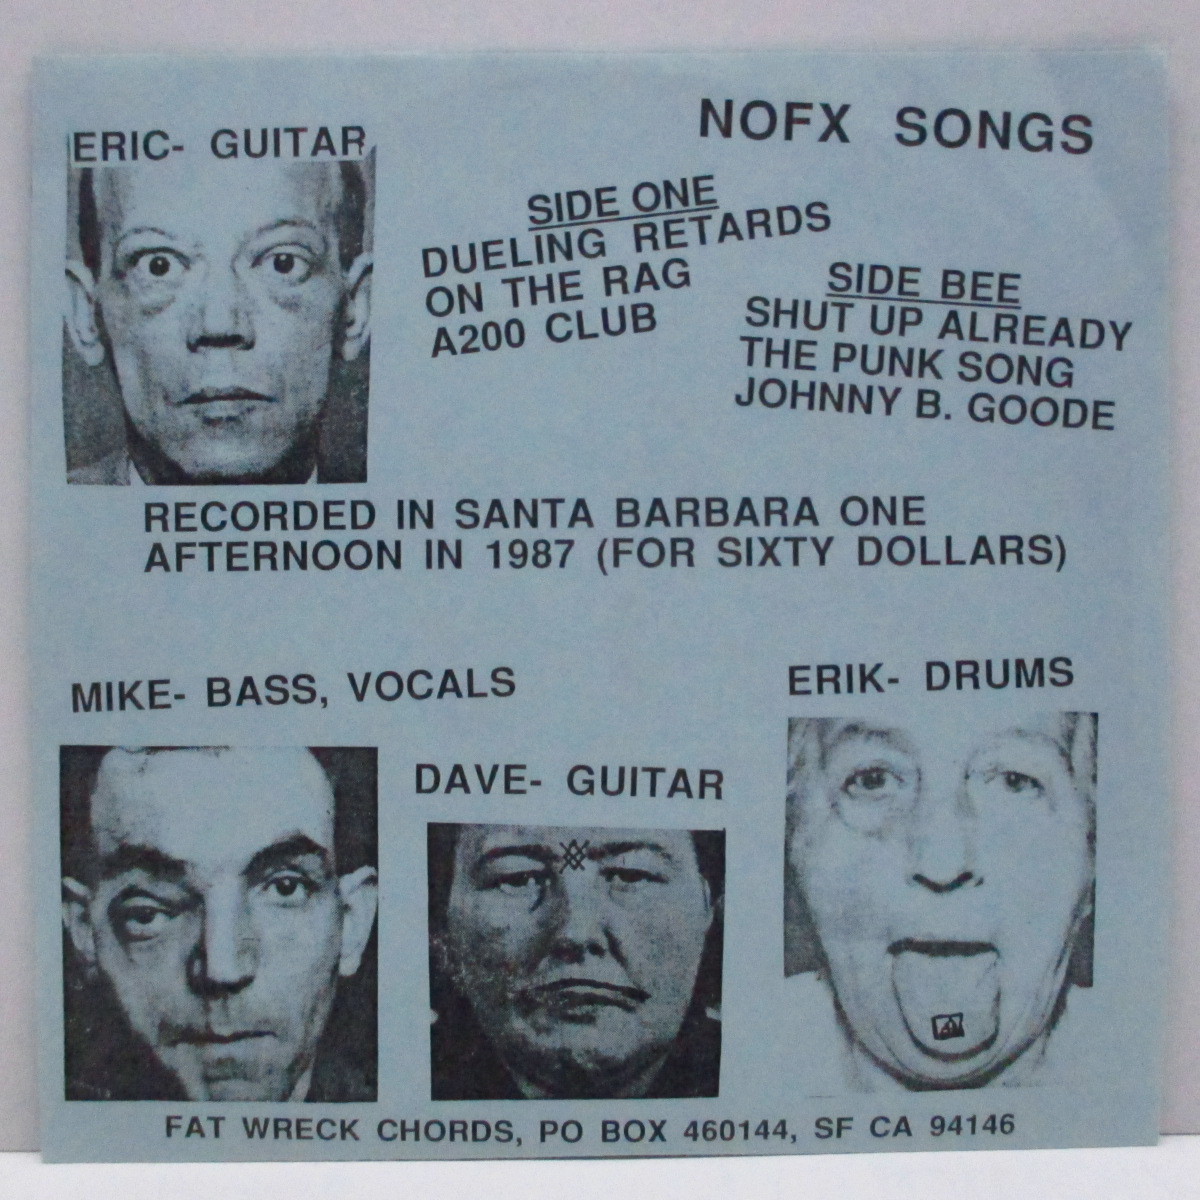 NOFX SONGS
ERIC- GUITAR
SIDE ONE
DUELING RETARDS
ON THE RAG
A200 CLUB
SIDE BEE
SHUT UP ALREADY
THE PUNK SONG
JOHNNY B. GOODE
RECORDED IN SANTA BARBARA ONE
AFTERNOON IN 1987 (FOR SIXTY DOLLARS)
MIKE- BASS, VOCALS
DAVE- GUITAR
ERIK- DRUMS
FAT WRECK CHORDS, PO BOX 460144, SF CA 94146